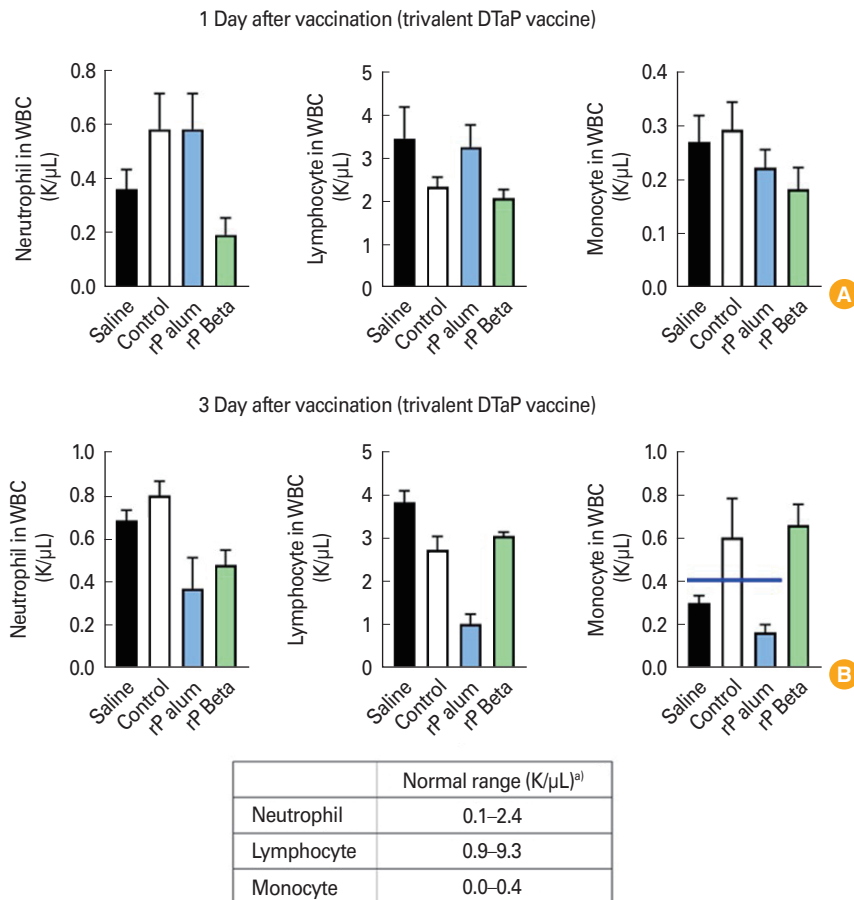 1 Day after vaccination (trivalent DTaP vaccine)
Nerutrophil in WBC
(K/µL)
0.8
0.6
0.4
0.2
0.0
Saline
Control
rP alum
rP Beta
Lymphocyte in WBC
(K/µL)
5
4
3
2
1
0
Saline
Control
rP alum
rP Beta
Monocyte in WBC
(K/µL)
0.4
0.3
0.2
0.1
0.0
Saline
Control
rP alum
rP Beta
A
3 Day after vaccination (trivalent DTaP vaccine)
Neutrophil in WBC
(K/µL)
1.0
0.8
0.6
0.4
0.2
0.0
Saline
Control
rP alum
rP Beta
Lymphocyte in WBC
(K/µL)
5
4
3
2
1
0
Saline
Control
rP alum
rP Beta
Monocyte in WBC
(K/µL)
1.0
0.8
0.6
0.4
0.2
0.0
Saline
Control
rP alum
rP Beta
B
Normal range (K/µL)a)
Neutrophil 0.1–2.4
Lymphocyte 0.9–9.3
Monocyte 0.0–0.4